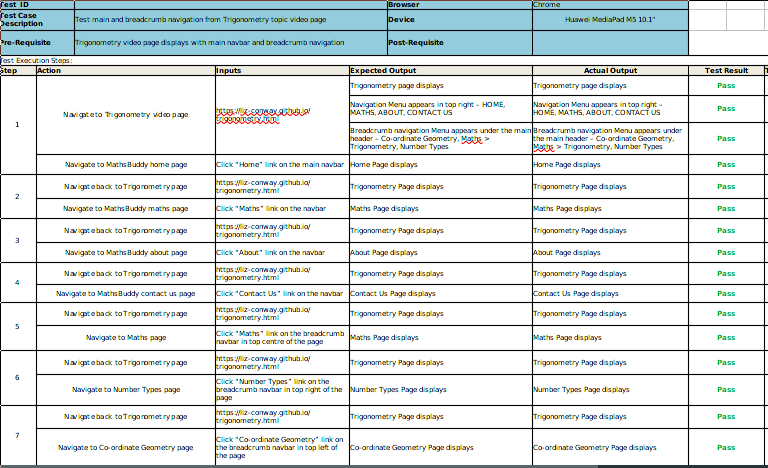 Test ID Browser Chrome
Test Case Description Test main and breadcrumb navigation from Trigonometry topic video page Device Huawei MediaPad M5 10.1"
Pre-Requisite Trigonometry video page displays with main navbar and breadcrumb navigation Post-Requisite
Test Execution Steps:
Step Action Inputs Expected Output Actual Output Test Result
1 Navigate to Trigonometry video page https://liz-conway.github.io/trigonometry.html Trigonometry page displays Trigonometry page displays Pass
Navigation Menu appears in top right – HOME, MATHS, ABOUT, CONTACT US Navigation Menu appears in top right – HOME, MATHS, ABOUT, CONTACT US Pass
Breadcrumb navigation Menu appears under the main header – Co-ordinate Geometry, Maths > Trigonometry, Number Types Breadcrumb navigation Menu appears under the main header – Co-ordinate Geometry, Maths > Trigonometry, Number Types Pass
Navigate to MathsBuddy home page Click "Home" link on the main navbar Home Page displays Home Page displays Pass
2 Navigate back to Trigorometry page https://liz-conway.github.io/trigonometry.html Trigonometry Page displays Trigonometry Page displays Pass
Navigate to MathsBuddy maths page Click "Maths" link on the navbar Maths Page displays Maths Page displays Pass
3 Navigate back to Trigorometry page https://liz-conway.github.io/trigonometry.html Trigonometry Page displays Trigonometry Page displays Pass
Navigate to MathsBuddy about page Click "About" link on the navbar About Page displays About Page displays Pass
4 Navigate back to Trigorometry page https://liz-conway.github.io/trigonometry.html Trigonometry Page displays Trigonometry Page displays Pass
Navigate to MathsBuddy contact us page Click "Contact Us" link on the navbar Contact Us Page displays Contact Us Page displays Pass
5 Navigate back to Trigorometry page https://liz-conway.github.io/trigonometry.html Trigonometry Page displays Trigonometry Page displays Pass
Navigate to Maths page Click "Maths" link on the breadcrumb navbar in top centre of the page Maths Page displays Maths Page displays Pass
6 Navigate back to Trigorometry page https://liz-conway.github.io/trigonometry.html Trigonometry Page displays Trigonometry Page displays Pass
Navigate to Number Types page Click "Number Types" link on the breadcrumb navbar in top right of the page Number Types Page displays Number Types Page displays Pass
7 Navigate back to Trigorometry page https://liz-conway.github.io/trigonometry.html Trigonometry Page displays Trigonometry Page displays Pass
Navigate to Co-ordinate Geometry page Click "Co-ordinate Geometry" link on the breadcrumb navbar in top left of the page Co-ordinate Geometry Page displays Co-ordinate Geometry Page displays Pass